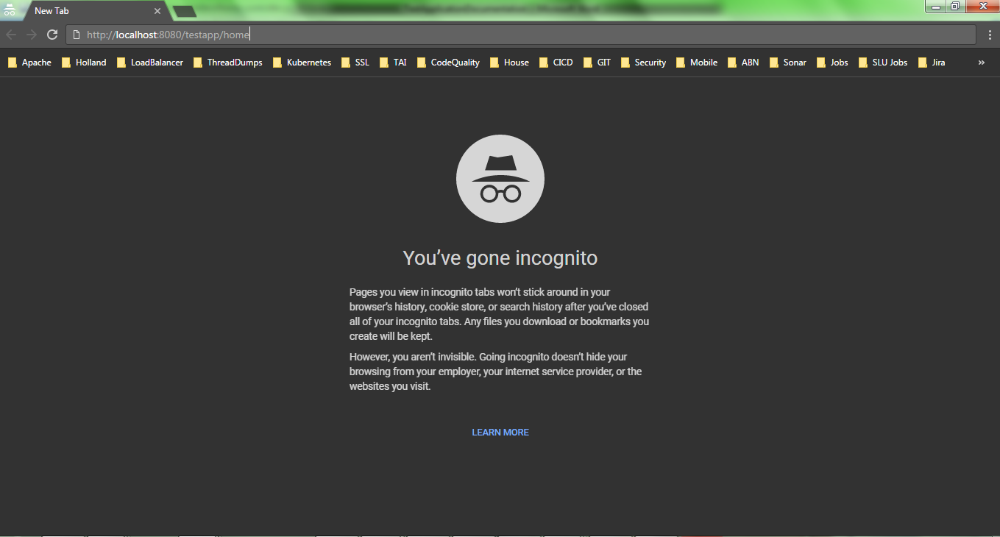 New Tab
http://localhost:8080/testapp/home
Apache Holland LoadBalancer ThreadDumps Kubernetes SSL TAI CodeQuality House CICD GIT Security Mobile ABN Sonar Jobs SLU Jobs Jira »
You’ve gone incognito
Pages you view in incognito tabs won’t stick around in your
browser’s history, cookie store, or search history after you’ve closed
all of your incognito tabs. Any files you download or bookmarks you
create will be kept.
However, you aren’t invisible. Going incognito doesn’t hide your
browsing from your employer, your internet service provider, or the
websites you visit.
LEARN MORE